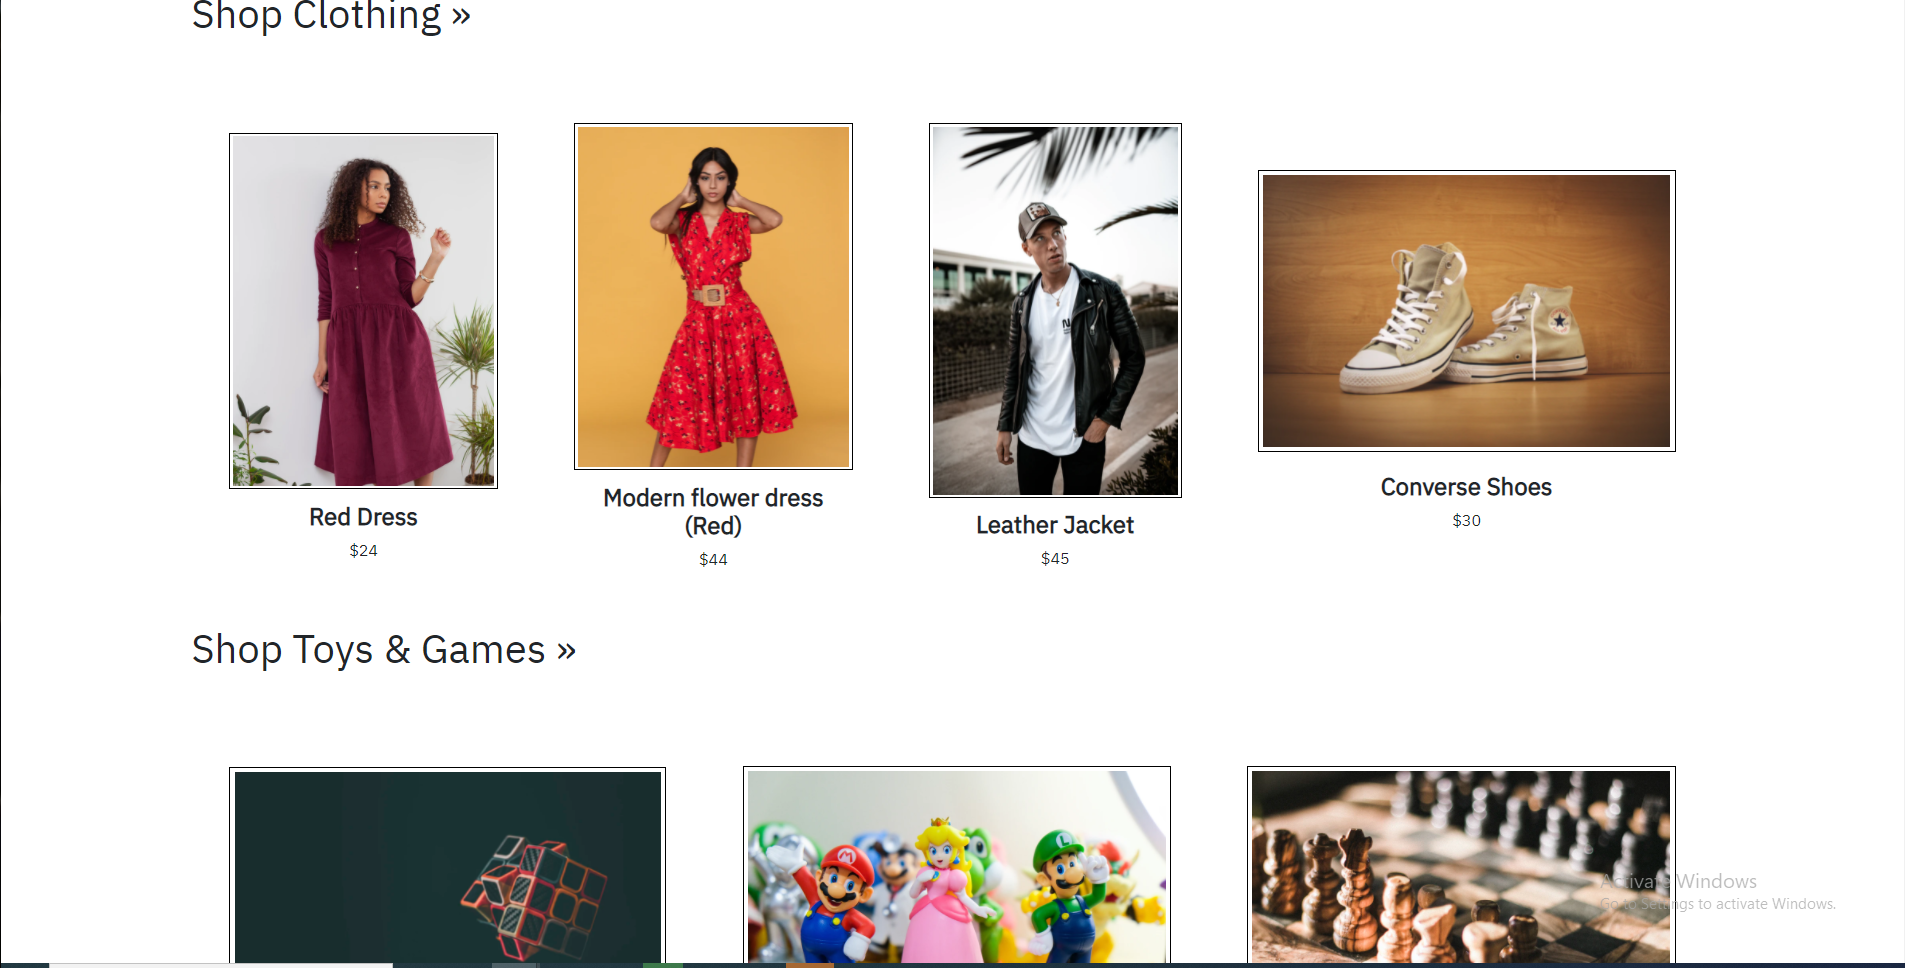 Shop Clothing »
Red Dress
$24
Modern flower dress
(Red)
$44
Leather Jacket
$45
Converse Shoes
$30
Shop Toys & Games »
M
L
Activate Windows
Go to Settings to activate Windows.